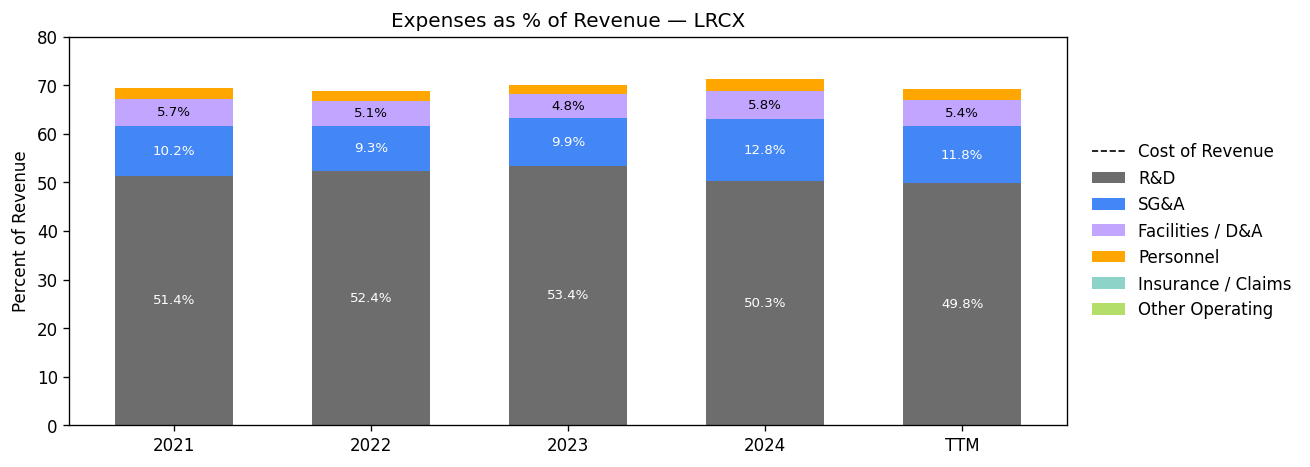 Expenses as % of Revenue — LRCX
Percent of Revenue
80
70
60
50
40
30
20
10
0
5.7%
10.2%
51.4%
5.1%
9.3%
52.4%
4.8%
9.9%
53.4%
5.8%
12.8%
50.3%
5.4%
11.8%
49.8%
2021
2022
2023
2024
TTM
Cost of Revenue
R&D
SG&A
Facilities / D&A
Personnel
Insurance / Claims
Other Operating